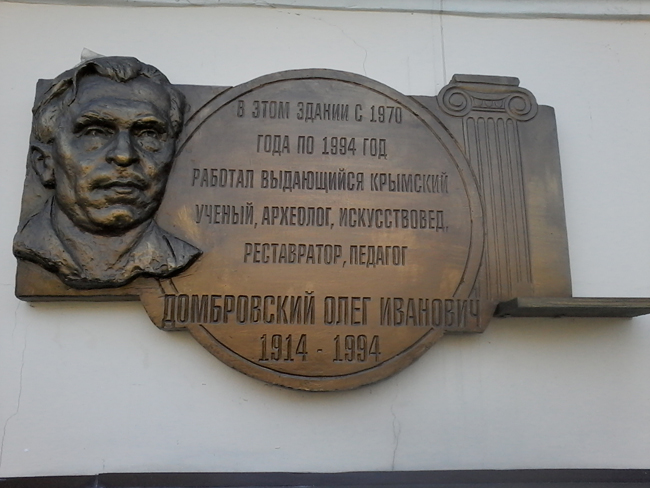 В ЭТОМ ЗДАНИИ С 1970
ГОДА ПО 1994 ГОД
РАБОТАЛ ВЫДАЮЩИЙСЯ КРЫМСКИЙ
УЧЕНЫЙ, АРХЕОЛОГ, ИСКУССТВОВЕД,
РЕСТАВРАТОР, ПЕДАГОГ
ДОМБРОВСКИЙ ОЛЕГ ИВАНОВИЧ
1914 - 1994